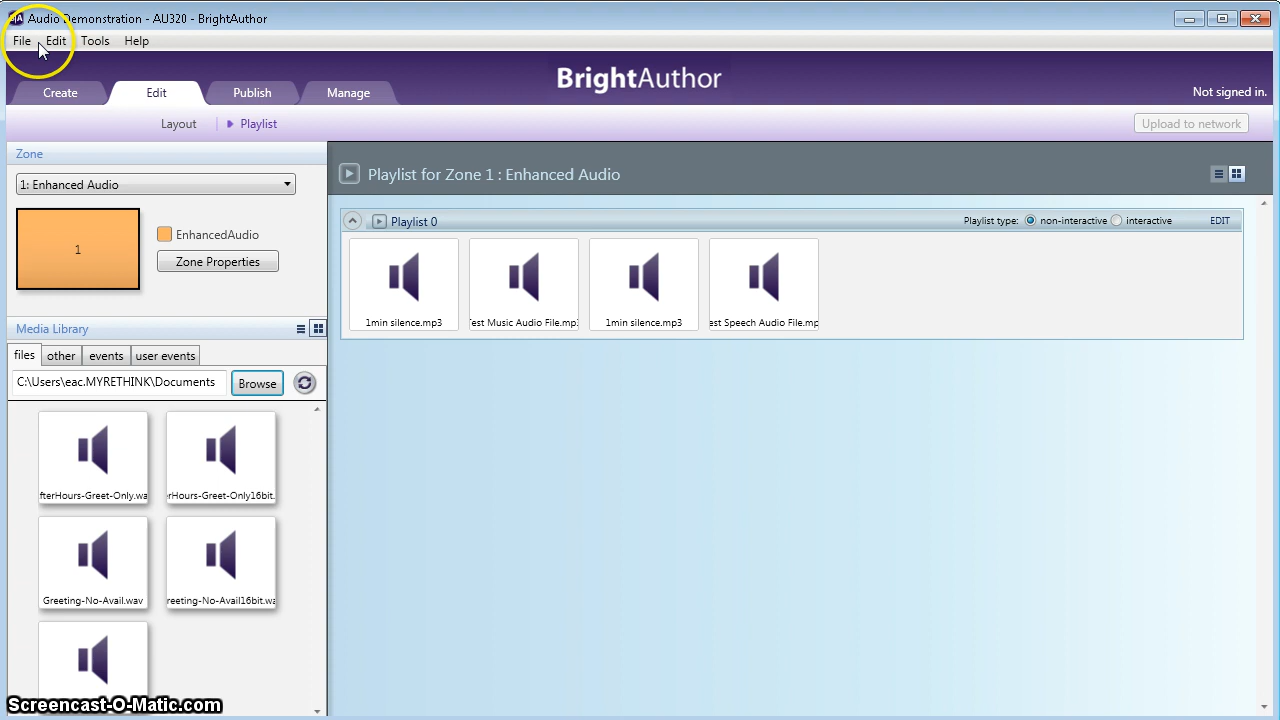 Audio Demonstration - AU320 - BrightAuthor
File Edit Tools Help
Create Edit Publish Manage
BrightAuthor
Not signed in.
Layout Playlist
Upload to network
Zone
1: Enhanced Audio
1
EnhancedAudio
Zone Properties
Playlist for Zone 1 : Enhanced Audio
Playlist 0
Playlist type: non-interactive interactive EDIT
1min silence.mp3
Test Music Audio File.mp3
1min silence.mp3
est Speech Audio File.mp
Media Library
files other events user events
C:\Users\eac.MYRETHINK\Documents
Browse
fterHours-Greet-Only.wa
rHours-Greet-Only16bit.
Greeting-No-Avail.wav
reeting-No-Avail16bit.wa
Screencast-O-Matic.com